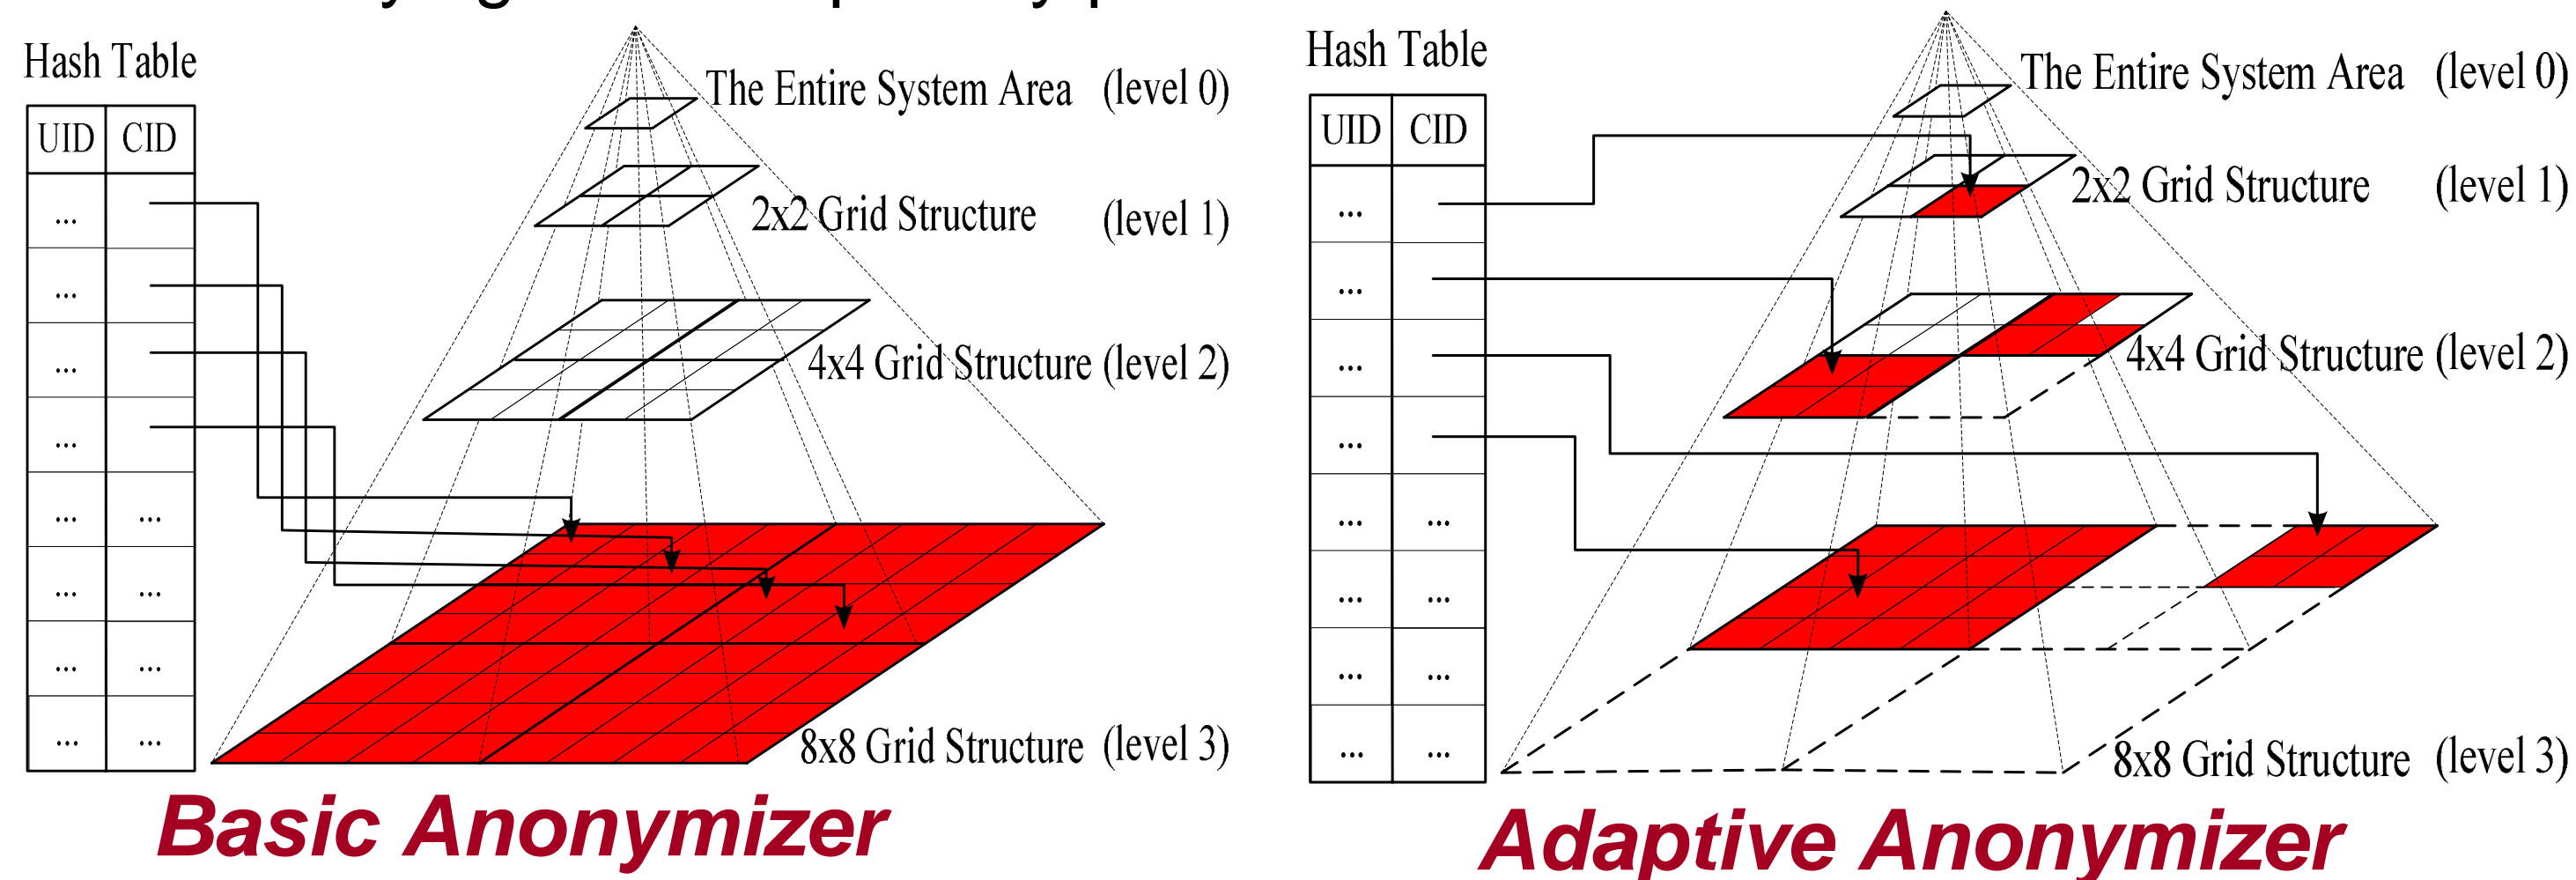 Hash Table
UID CID
...
...
...
...
... ...
... ...
... ...
... ...
The Entire System Area (level 0)
2x2 Grid Structure (level 1)
4x4 Grid Structure (level 2)
8x8 Grid Structure (level 3)
Basic Anonymizer
Hash Table
UID CID
...
...
...
...
... ...
... ...
... ...
... ...
The Entire System Area (level 0)
2x2 Grid Structure (level 1)
4x4 Grid Structure (level 2)
8x8 Grid Structure (level 3)
Adaptive Anonymizer